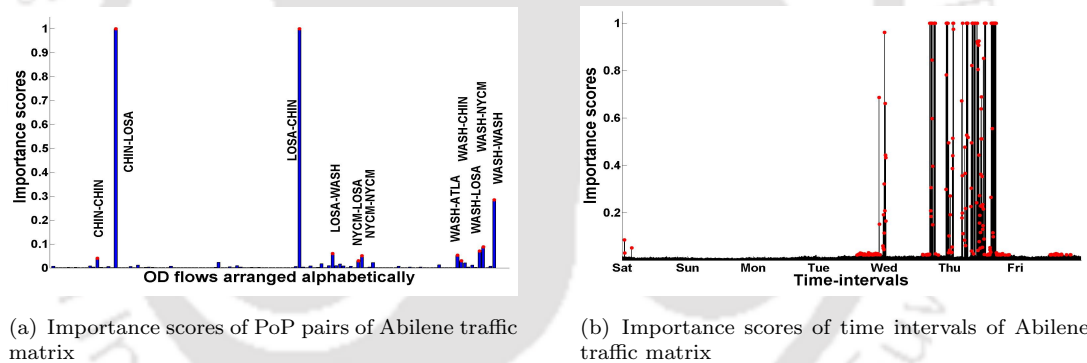 1
0.9
0.8
0.7
0.6
0.5
0.4
0.3
0.2
0.1
0
Importance scores
CHIN-CHIN
CHIN-LOSA
LOSA-CHIN
LOSA-WASH
NYCM-LOSA
NYCM-NYCM
WASH-ATLA
WASH-CHIN
WASH-LOSA
WASH-NYCM
WASH-WASH
OD flows arranged alphabetically
(a) Importance scores of PoP pairs of Abilene traffic
matrix
1
0.8
0.6
0.4
0.2
Importance scores
Sat Sun Mon Tue Wed Thu Fri
Time-intervals
(b) Importance scores of time intervals of Abilene
traffic matrix